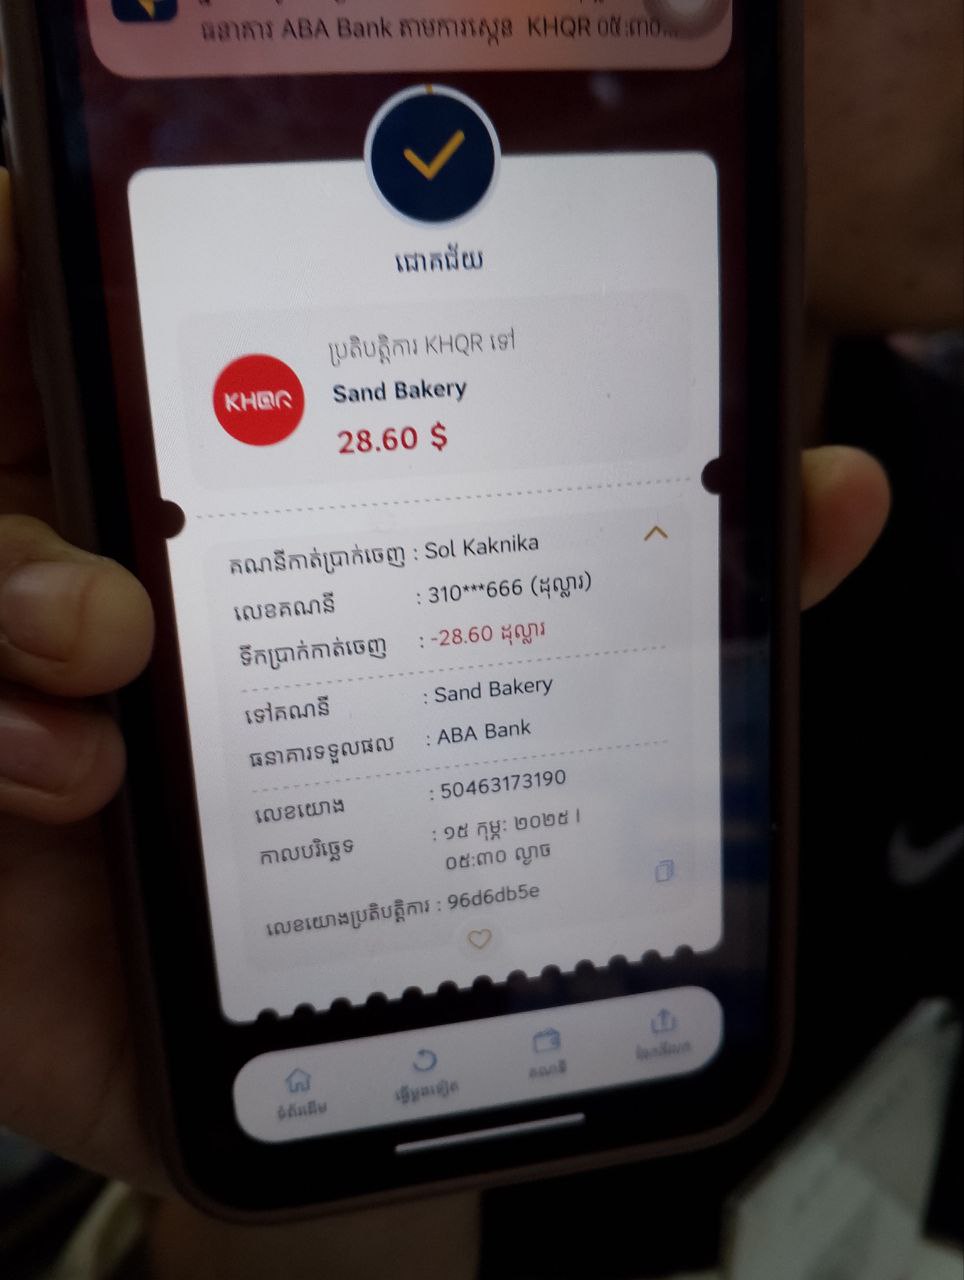 ធនាគារ ABA Bank តាមការស្កេន KHQR ០៥:៣០...
ជោគជ័យ
ប្រតិបត្តិការ KHQR ទៅ
KHQR
Sand Bakery
28.60 $
គណនីកាត់ប្រាក់ចេញ : Sol Kaknika
លេខគណនី : 310***666 (ដុល្លារ)
ទឹកប្រាក់កាត់ចេញ : -28.60 ដុល្លារ
ទៅគណនី : Sand Bakery
ធនាគារទទួលផល : ABA Bank
លេខយោង : 50463173190
កាលបរិច្ឆេទ : ១៥ កុម្ភៈ ២០២៥ |
០៥:៣០ ល្ងាច
លេខយោងប្រតិបត្តិការ : 96d6db5e
ទំព័រដើម ធ្វើម្តងទៀត គណនី ចែករំលែក